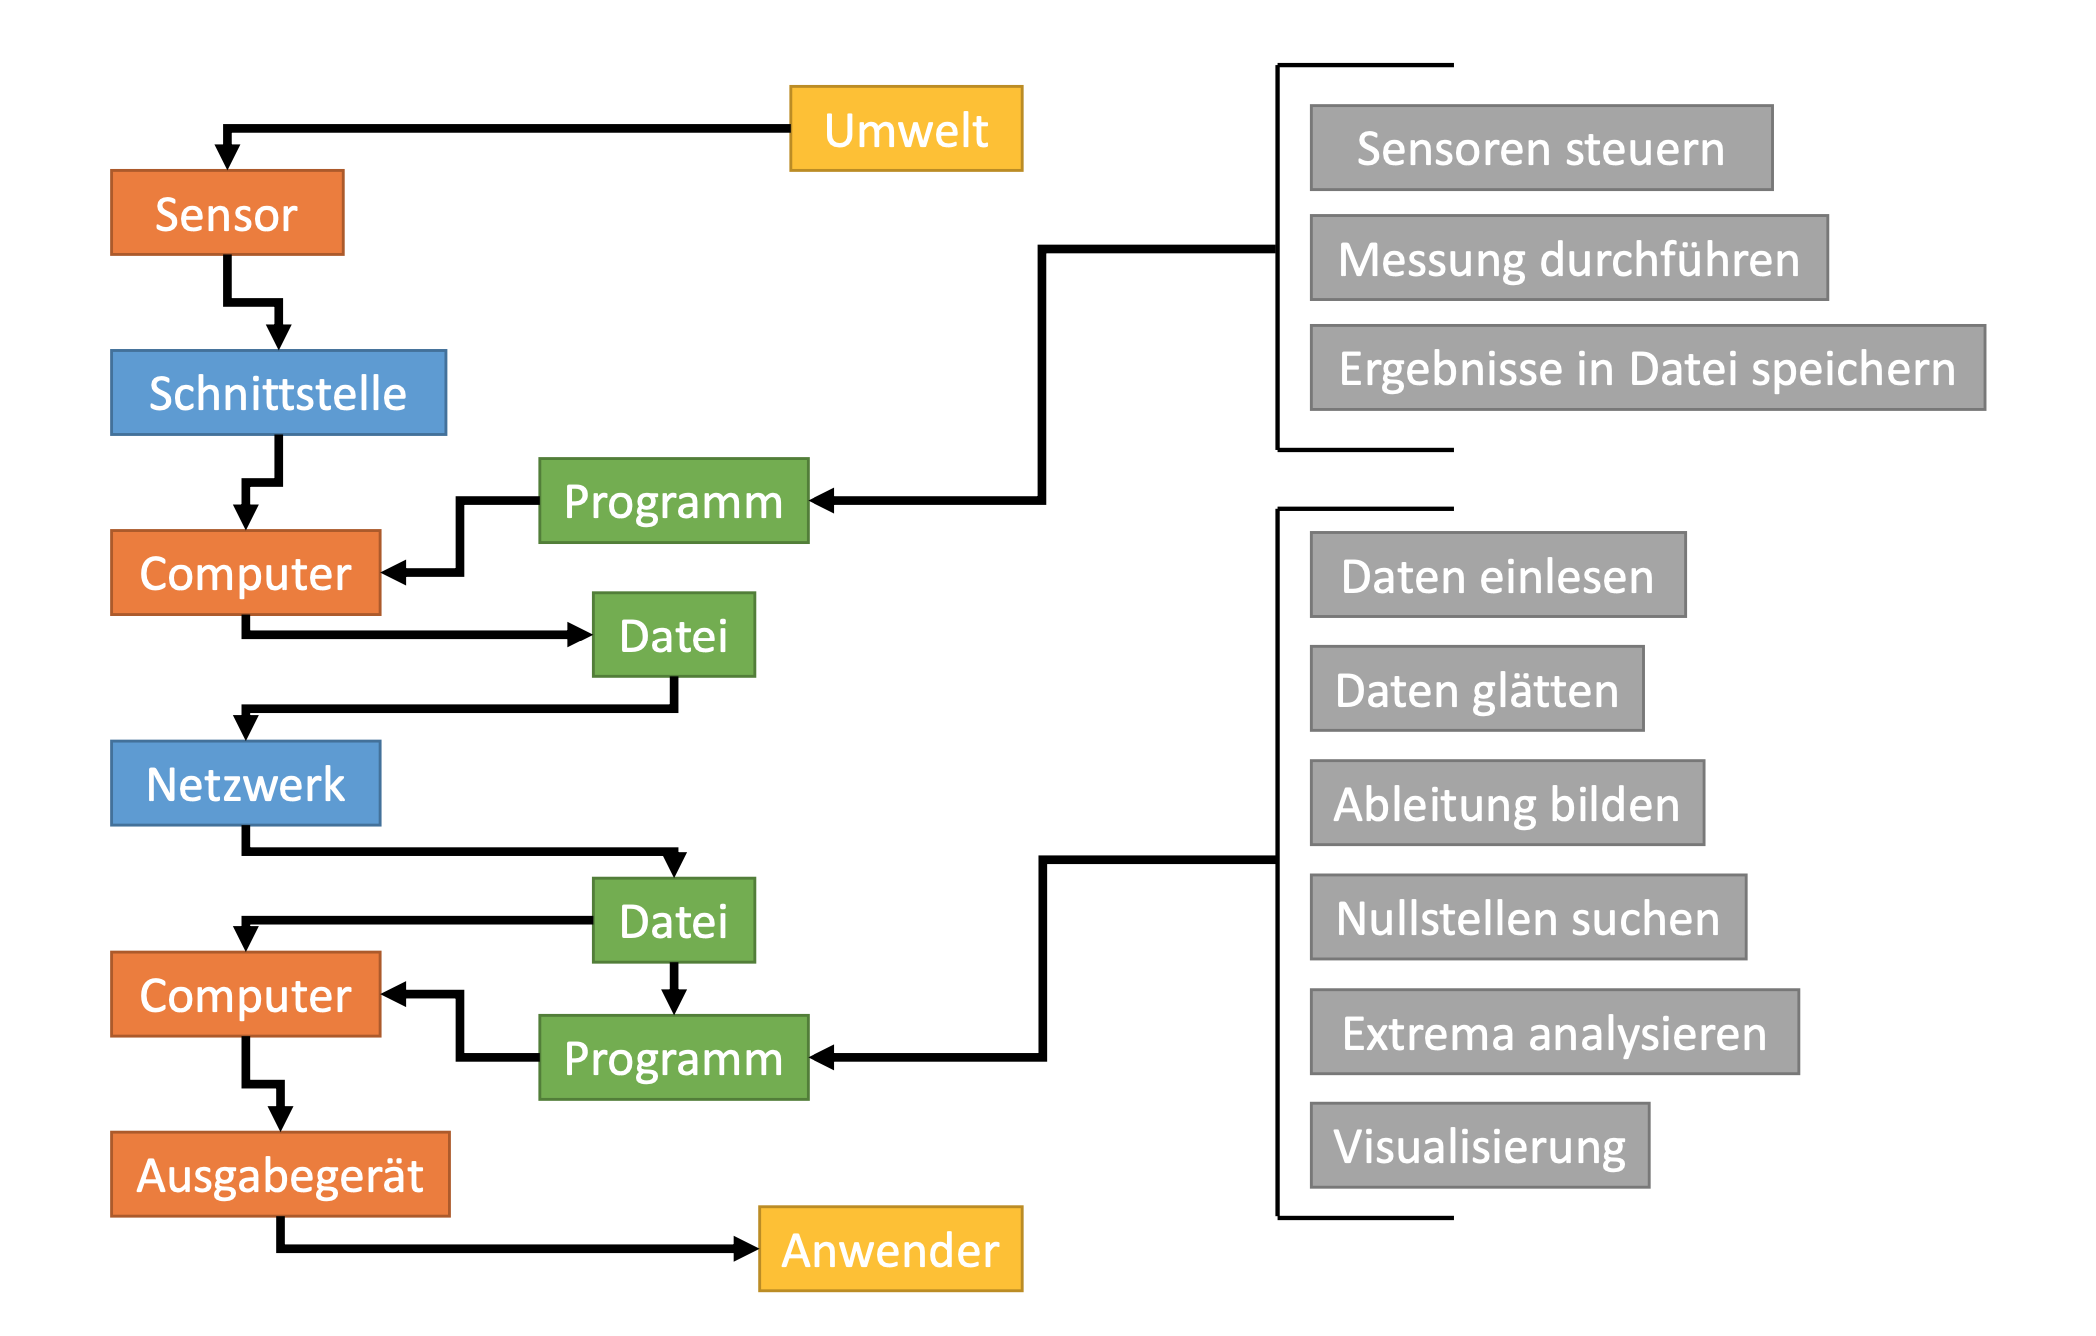 Umwelt
Sensor
Schnittstelle
Programm
Computer
Datei
Netzwerk
Datei
Computer
Programm
Ausgabegerät
Anwender
Sensoren steuern
Messung durchführen
Ergebnisse in Datei speichern
Daten einlesen
Daten glätten
Ableitung bilden
Nullstellen suchen
Extrema analysieren
Visualisierung